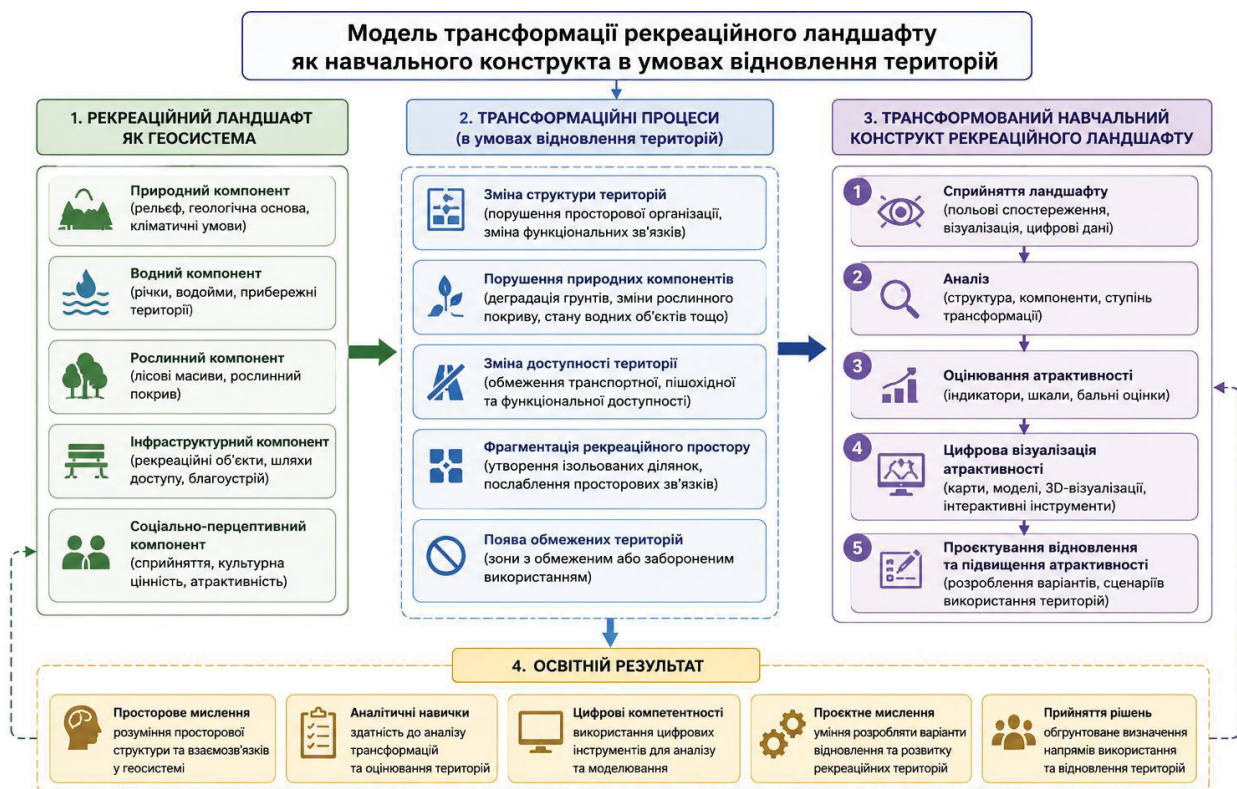 Модель трансформації рекреаційного ландшафту
як навчального конструкта в умовах відновлення територій
1. РЕКРЕАЦІЙНИЙ ЛАНДШАФТ
ЯК ГЕОСИСТЕМА
Природний компонент
(рельєф, геологічна основа,
кліматичні умови)
Водний компонент
(річки, водойми, прибережні
території)
Рослинний компонент
(лісові масиви, рослинний
покрив)
Інфраструктурний компонент
(рекреаційні об'єкти, шляхи
доступу, благоустрій)
Соціально-перцептивний
компонент
(сприйняття, культурна
цінність, атрактивність)
2. ТРАНСФОРМАЦІЙНІ ПРОЦЕСИ
(в умовах відновлення територій)
Зміна структури територій
(порушення просторової організації,
зміна функціональних зв'язків)
Порушення природних компонентів
(деградація грунтів, зміни рослинного
покриву, стану водних об'єктів тощо)
Зміна доступності території
(обмеження транспортної, пішохідної
та функціональної доступності)
Фрагментація рекреаційного простору
(утворення ізольованих ділянок,
послаблення просторових зв'язків)
Поява обмежених територій
(зони з обмеженим або забороненим
використанням)
3. ТРАНСФОРМОВАНИЙ НАВЧАЛЬНИЙ
КОНСТРУКТ РЕКРЕАЦІЙНОГО ЛАНДШАФТУ
1
Сприйняття ландшафту
(польові спостереження,
візуалізація, цифрові дані)
2
Аналіз
(структура, компоненти, ступінь
трансформації)
3
Оцінювання атрактивності
(індикатори, шкали, бальні оцінки)
4
Цифрова візуалізація
атрактивності
(карти, моделі, 3D-візуалізації,
інтерактивні інструменти)
5
Проєктування відновлення
та підвищення атрактивності
(розроблення варіантів, сценаріїв
використання територій)
4. ОСВІТНІЙ РЕЗУЛЬТАТ
Просторове мислення
розуміння просторової
структури та взаємозв'язків
у геосистемі
Аналітичні навички
здатність до аналізу
трансформацій
та оцінювання територій
Цифрові компетентності
використання цифрових
інструментів для аналізу
та моделювання
Проєктне мислення
уміння розробляти варіанти
відновлення та розвитку
рекреаційних територій
Прийняття рішень
обгрунтоване визначення
напрямів використання
та відновлення територій